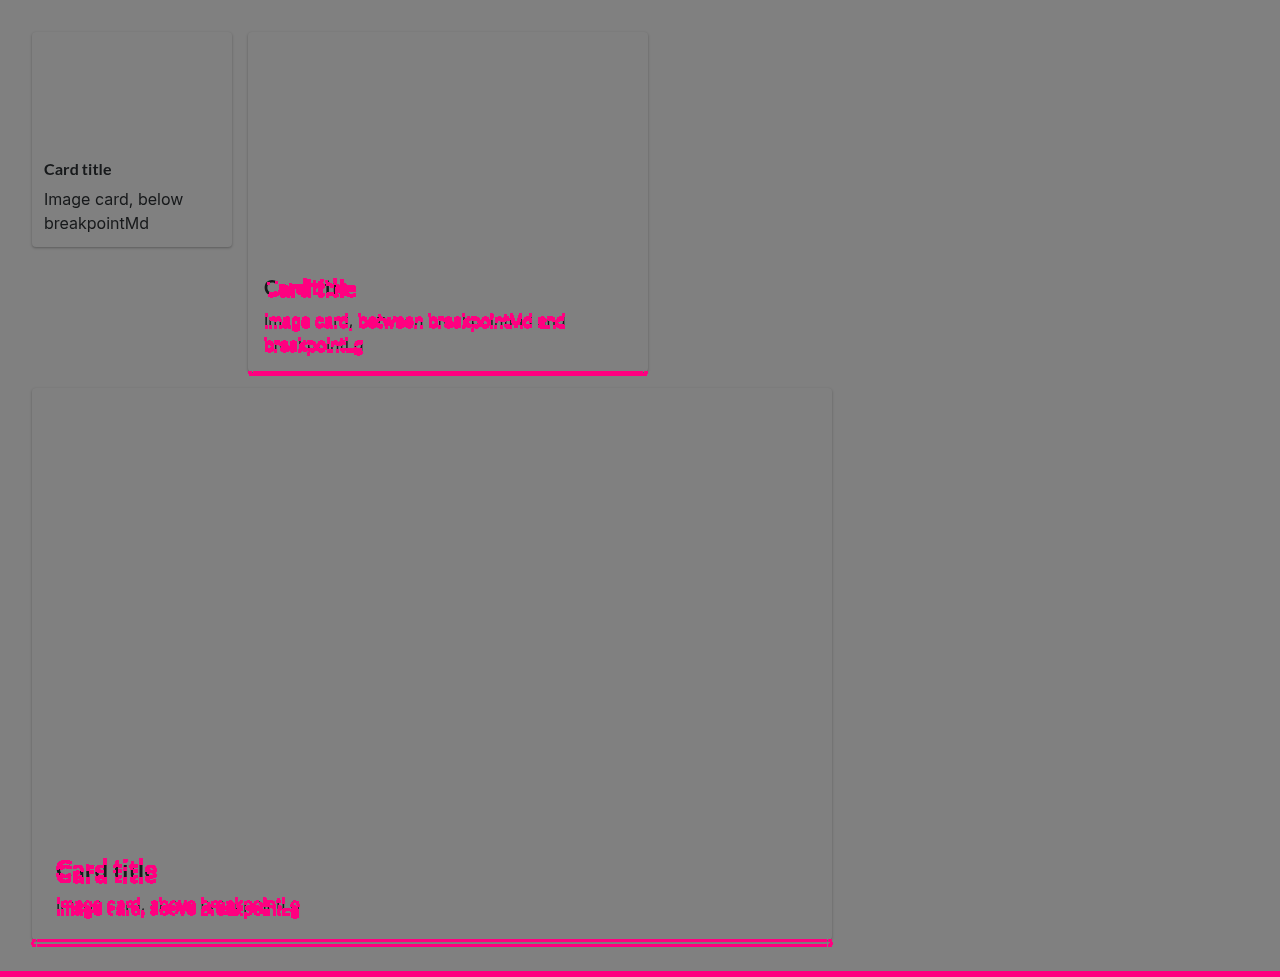 Card title
Image card, below
breakpointMd
Card title
Image card, between breakpointMd and
breakpointLg
Card title
Image card, above breakpointLg